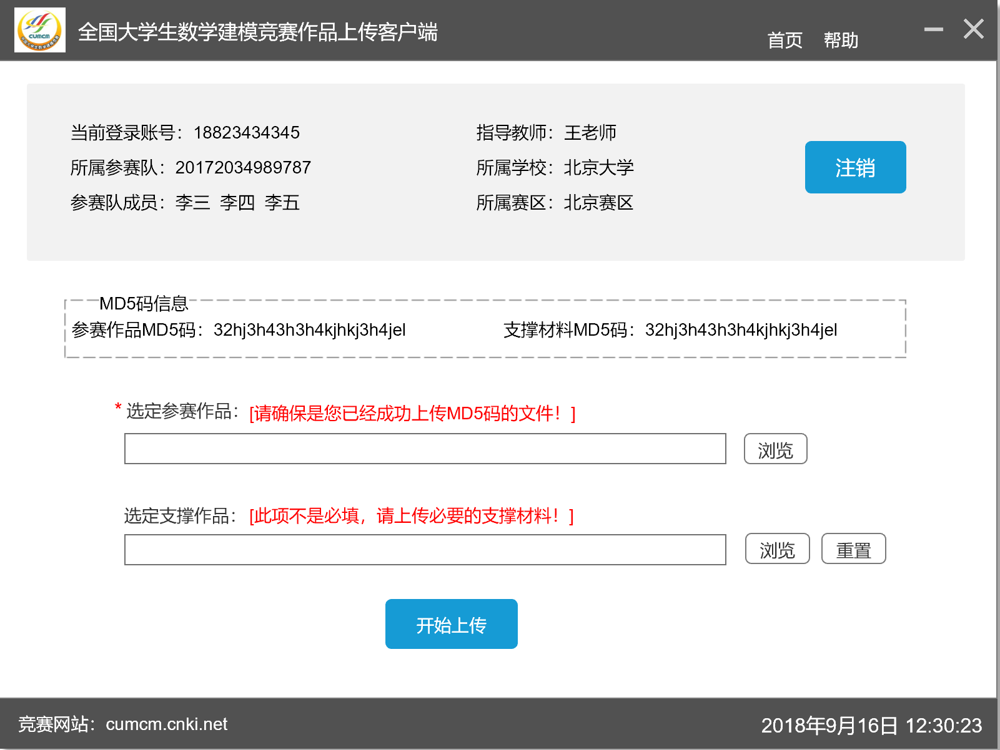 CUMCM
全国大学生数学建模竞赛作品上传客户端
首页 帮助
当前登录账号：18823434345
指导教师：王老师
所属参赛队：20172034989787
所属学校：北京大学
注销
参赛队成员：李三 李四 李五
所属赛区：北京赛区
MD5码信息
参赛作品MD5码：32hj3h43h3h4kjhkj3h4jel
支撑材料MD5码：32hj3h43h3h4kjhkj3h4jel
* 选定参赛作品：[请确保是您已经成功上传MD5码的文件！]
浏览
选定支撑作品：[此项不是必填，请上传必要的支撑材料！]
浏览 重置
开始上传
竞赛网站：cumcm.cnki.net
2018年9月16日 12:30:23